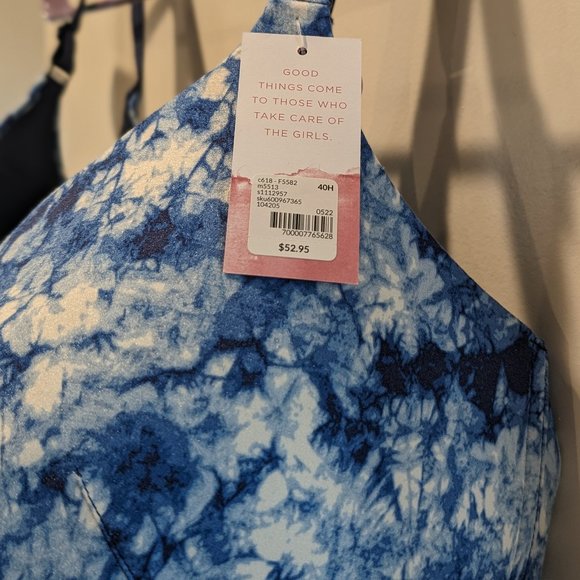 GOOD
THINGS COME
TO THOSE WHO
TAKE CARE OF
THE GIRLS.
c618 - F5582
m5513 40H
s1112957
sku600967365
104205 0522
700007765628
$52.95